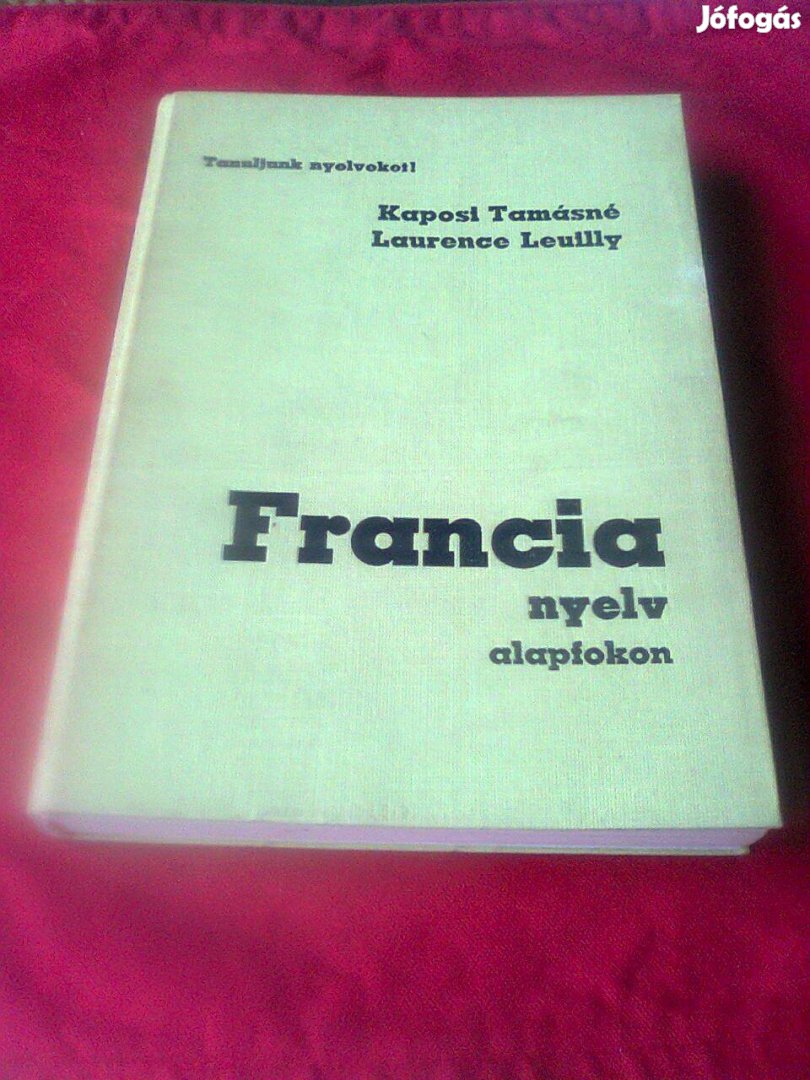 Jófogás
Tanuljunk nyelveket!
Kaposi Tamásné
Laurence Leuilly
Francia
nyelv
alapfokon